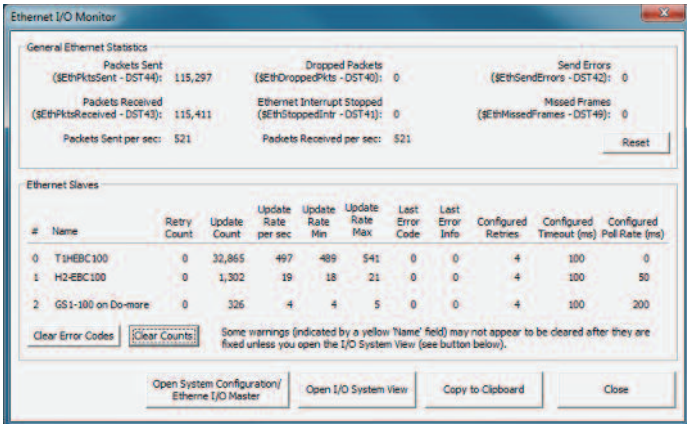 Ethernet I/O Monitor
General Ethernet Statistics
Packets Sent Dropped Packets Send Errors
($EthPktsSent - DST44): 115,297 ($EthDroppedPkts - DST40): 0 ($EthSendErrors - DST42): 0
Packets Received Ethernet Interrupt Stopped Missed Frames
($EthPktsReceived - DST43): 115,411 ($EthStoppedIntr - DST41): 0 ($EthMissedFrames - DST49): 0
Packets Sent per sec: 521 Packets Received per sec: 521 Reset
Ethernet Slaves
Update Update Update Last Last
Retry Update Rate Rate Rate Error Error Configured Configured Configured
# Name Count Count per sec Min Max Code Info Retries Timeout (ms) Poll Rate (ms)
0 T1HEBC100 0 32,865 497 489 541 0 0 4 100 0
1 H2-EBC100 0 1,302 19 18 21 0 0 4 100 50
2 GS1-100 on Do-more 0 326 4 4 5 0 0 4 100 200
Clear Error Codes Clear Counts Some warnings (indicated by a yellow 'Name' field) may not appear to be cleared after they are
fixed unless you open the I/O System View (see button below).
Open System Configuration/
Etherne I/O Master Open I/O System View Copy to Clipboard Close